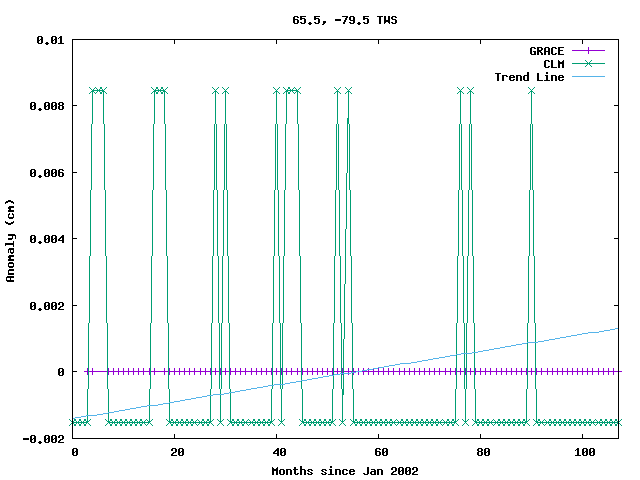 65.5, -79.5 TWS
0.01
GRACE
CLM
Trend Line
0.008
0.006
0.004
0.002
0
-0.002
Anomaly (cm)
0 20 40 60 80 100
Months since Jan 2002